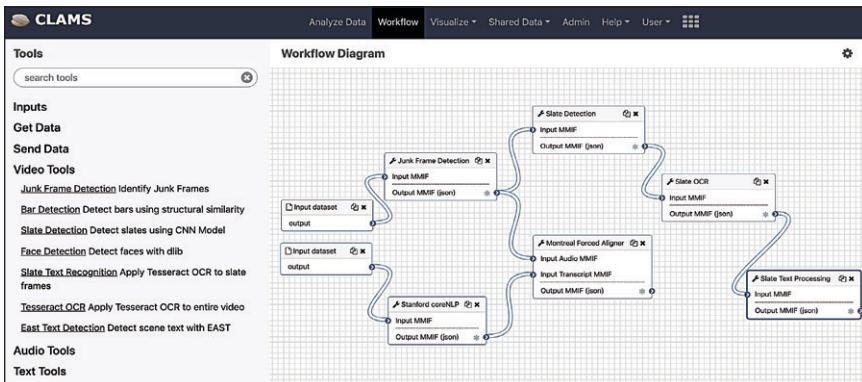 CLAMS
Analyze Data Workflow Visualize Shared Data Admin Help User
Tools
search tools
Inputs
Get Data
Send Data
Video Tools
Junk Frame Detection Identify Junk Frames
Bar Detection Detect bars using structural similarity
Slate Detection Detect slates using CNN Model
Face Detection Detect faces with dlib
Slate Text Recognition Apply Tesseract OCR to slate
frames
Tesseract OCR Apply Tesseract OCR to entire video
East Text Detection Detect scene text with EAST
Audio Tools
Text Tools
Workflow Diagram
Input dataset
output
Input dataset
output
Junk Frame Detection
Input MMIF
Output MMIF (json)
Stanford coreNLP
Input MMIF
Output MMIF (json)
Slate Detection
Input MMIF
Output MMIF (json)
Montreal Forced Aligner
Input Audio MMIF
Input Transcript MMIF
Output MMIF (json)
Slate OCR
Input MMIF
Output MMIF (json)
Slate Text Processing
Input MMIF
Output MMIF (json)